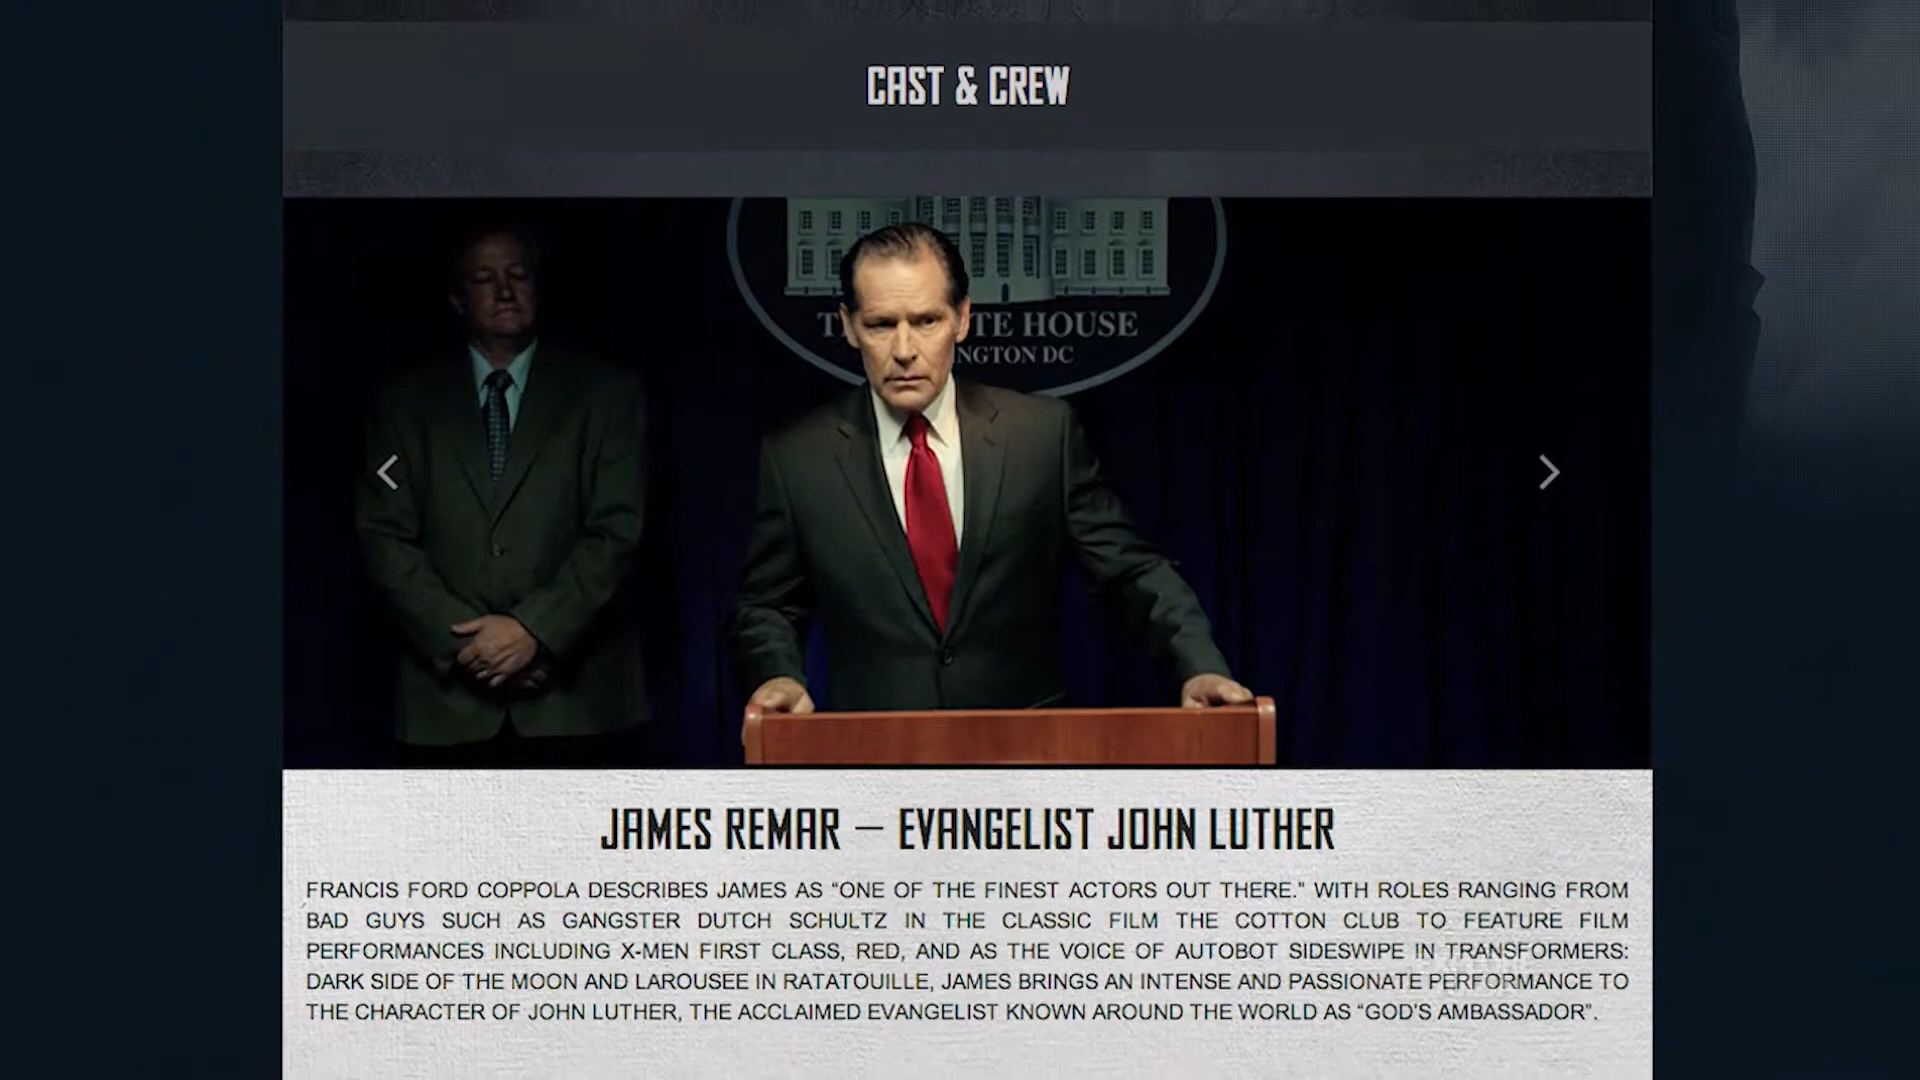 CAST & CREW
TE HOUSE
NGTON DC
JAMES REMAR — EVANGELIST JOHN LUTHER
FRANCIS FORD COPPOLA DESCRIBES JAMES AS “ONE OF THE FINEST ACTORS OUT THERE.” WITH ROLES RANGING FROM
BAD GUYS SUCH AS GANGSTER DUTCH SCHULTZ IN THE CLASSIC FILM THE COTTON CLUB TO FEATURE FILM
PERFORMANCES INCLUDING X-MEN FIRST CLASS, RED, AND AS THE VOICE OF AUTOBOT SIDESWIPE IN TRANSFORMERS:
DARK SIDE OF THE MOON AND LAROUSEE IN RATATOUILLE, JAMES BRINGS AN INTENSE AND PASSIONATE PERFORMANCE TO
THE CHARACTER OF JOHN LUTHER, THE ACCLAIMED EVANGELIST KNOWN AROUND THE WORLD AS “GOD’S AMBASSADOR”.